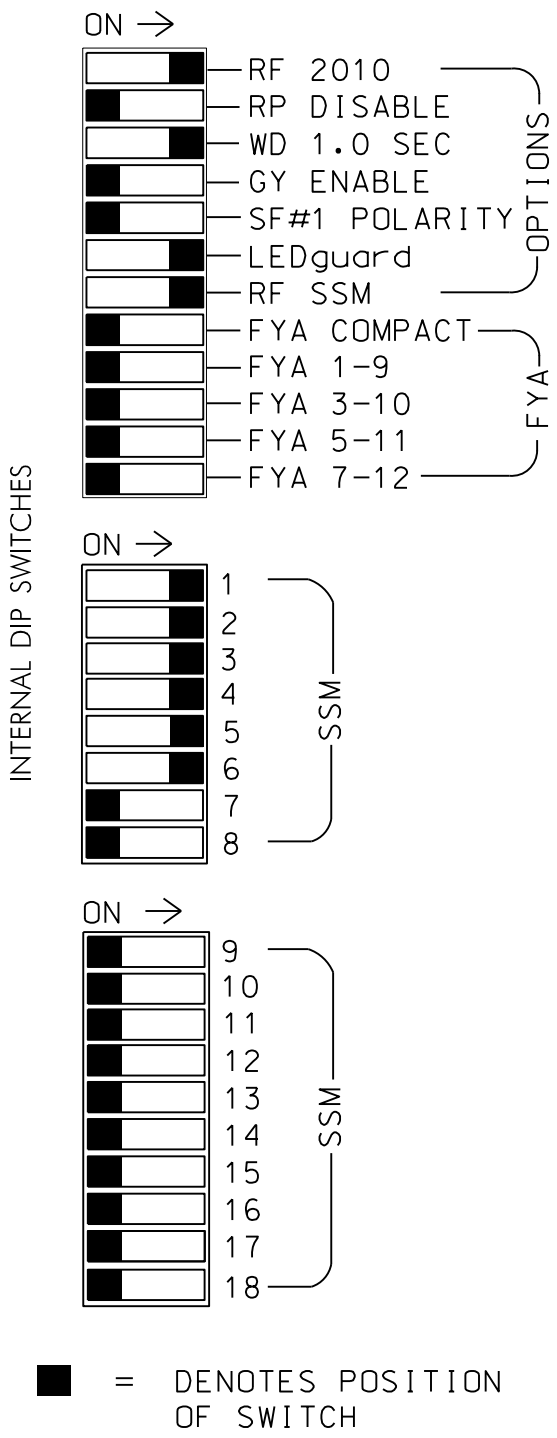 ON →
RF 2010
RP DISABLE
WD 1.0 SEC
GY ENABLE
SF#1 POLARITY
LEDguard
RF SSM
OPTIONS
FYA COMPACT
FYA 1-9
FYA 3-10
FYA 5-11
FYA 7-12
FYA
INTERNAL DIP SWITCHES
ON →
1
2
3
4
5
6
7
8
SSM
ON →
9
10
11
12
13
14
15
16
17
18
SSM
= DENOTES POSITION
OF SWITCH